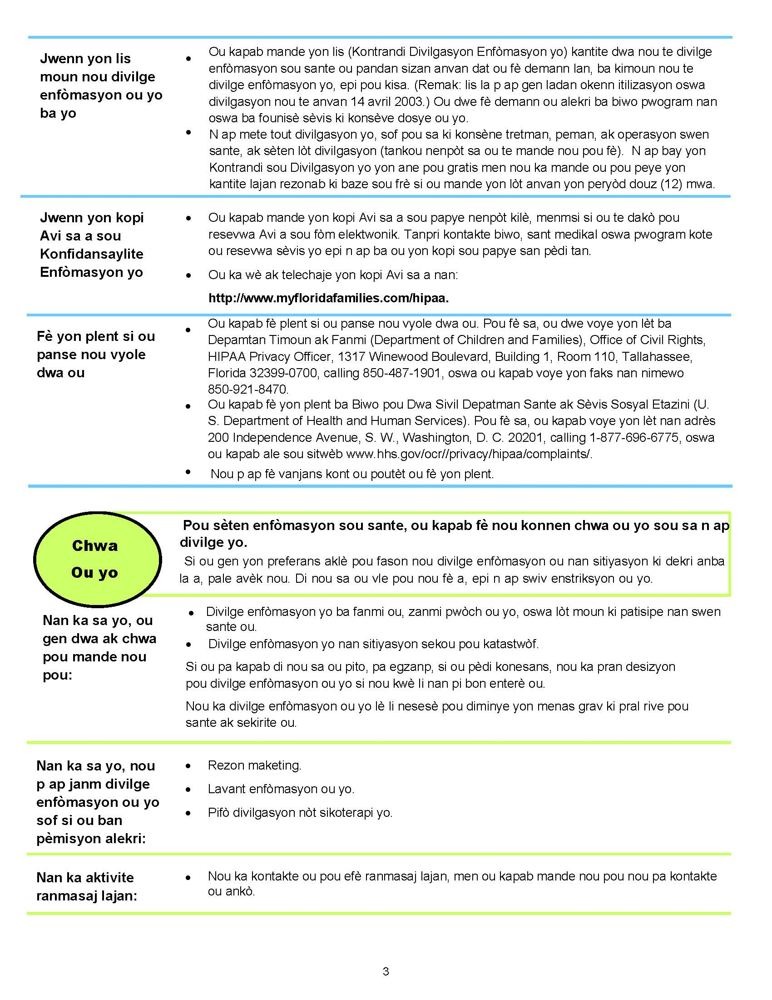 Jwenn yon lis
moun nou divilge
enfòmasyon ou yo
ba yo
• Ou kapab mande yon lis (Kontrandi Divilgasyon Enfòmasyon yo) kantite dwa nou te divilge
enfòmasyon sou sante ou pandan sizan anvan dat ou fè demann lan, ba kimoun nou te
divilge enfòmasyon yo, epi pou kisa. (Remak: lis la p ap gen ladan okenn itilizasyon oswa
divilgasyon nou te anvan 14 avril 2003.) Ou dwe fè demann ou alekri ba biwo pwogram nan
oswa ba founisè sèvis ki konsève dosye ou yo.
• N ap mete tout divilgasyon yo, sof pou sa ki konsène tretman, peman, ak operasyon swen
sante, ak sèten lòt divilgasyon (tankou nenpòt sa ou te mande nou pou fè). N ap bay yon
Kontrandi sou Divilgasyon yo yon ane pou gratis men nou ka mande ou pou peye yon
kantite lajan rezonab ki baze sou frè si ou mande yon lòt anvan yon peryòd douz (12) mwa.
Jwenn yon kopi
Avi sa a sou
Konfidansaylite
Enfòmasyon yo
• Ou kapab mande yon kopi Avi sa a sou papye nenpòt kilè, menmsi si ou te dakò pou
resevwa Avi a sou fòm elektwonik. Tanpri kontakte biwo, sant medikal oswa pwogram kote
ou resevwa sèvis yo epi n ap ba ou yon kopi sou papye san pèdi tan.
• Ou ka wè ak telechaje yon kopi Avi sa a nan:
http://www.myfloridafamilies.com/hipaa.
Fè yon plent si ou
panse nou vyole
dwa ou
• Ou kapab fè plent si ou panse nou vyole dwa ou. Pou fè sa, ou dwe voye yon lèt ba
Depamtan Timoun ak Fanmi (Department of Children and Families), Office of Civil Rights,
HIPAA Privacy Officer, 1317 Winewood Boulevard, Building 1, Room 110, Tallahassee,
Florida 32399-0700, calling 850-487-1901, oswa ou kapab voye yon faks nan nimewo
850-921-8470.
• Ou kapab fè yon plent ba Biwo pou Dwa Sivil Depatman Sante ak Sèvis Sosyal Etazini (U.
S. Department of Health and Human Services). Pou fè sa, ou kapab voye yon lèt nan adrès
200 Independence Avenue, S. W., Washington, D. C. 20201, calling 1-877-696-6775, oswa
ou kapab ale sou sitwèb www.hhs.gov/ocr//privacy/hipaa/complaints/.
• Nou p ap fè vanjans kont ou poutèt ou fè yon plent.
Chwa
Ou yo
Pou sèten enfòmasyon sou sante, ou kapab fè nou konnen chwa ou yo sou sa n ap
divilge yo.
Si ou gen yon preferans aklè pou fason nou divilge enfòmasyon ou nan sitiyasyon ki dekri anba
la a, pale avèk nou. Di nou sa ou vle pou nou fè a, epi n ap swiv enstriksyon ou yo.
Nan ka sa yo, ou
gen dwa ak chwa
pou mande nou
pou:
• Divilge enfòmasyon yo ba fanmi ou, zanmi pwòch ou yo, oswa lòt moun ki patisipe nan swen
sante ou.
• Divilge enfòmasyon yo nan sitiyasyon sekou pou katastwòf.
Si ou pa kapab di nou sa ou pito, pa egzanp, si ou pèdi konesans, nou ka pran desizyon
pou divilge enfòmasyon ou yo si nou kwè li nan pi bon enterè ou.
Nou ka divilge enfòmasyon ou yo lè li nesesè pou diminye yon menas grav ki pral rive pou
sante ak sekirite ou.
Nan ka sa yo, nou
p ap janm divilge
enfòmasyon ou yo
sof si ou ban
pèmisyon alekri:
• Rezon maketing.
• Lavant enfòmasyon ou yo.
• Pifò divilgasyon nòt sikoterapi yo.
Nan ka aktivite
ranmasaj lajan:
• Nou ka kontakte ou pou efè ranmasaj lajan, men ou kapab mande nou pou nou pa kontakte
ou ankò.
3